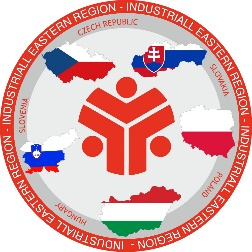 INDUSTRIALL EASTERN REGION - INDUSTRIALL EASTERN REGION - INDUSTRIALL EASTERN REGION - INDUSTRIALL EASTERN REGION -
CZECH REPUBLIC
SLOVAKIA
SLOVENIA
POLAND
HUNGARY